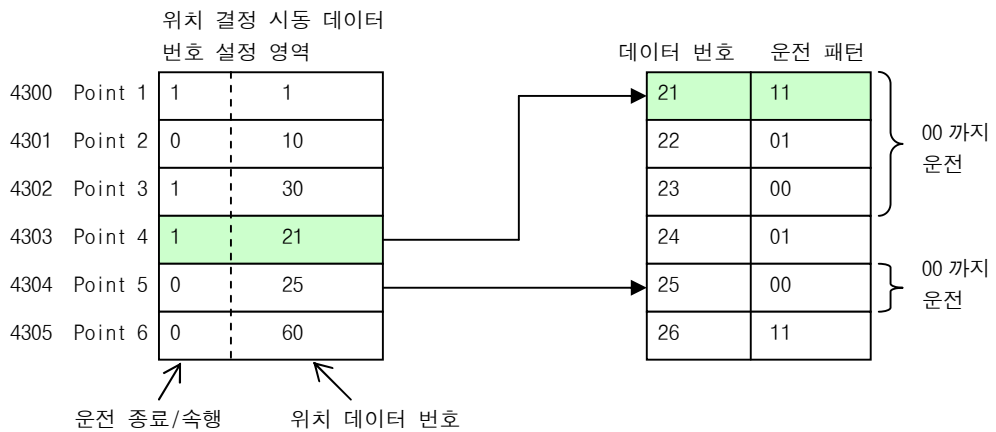 위치 결정 시동 데이터
번호 설정 영역
데이터 번호 운전 패턴
4300 Point 1 1 1
4301 Point 2 0 10
4302 Point 3 1 30
4303 Point 4 1 21
4304 Point 5 0 25
4305 Point 6 0 60
21 11
22 01
23 00
24 01
25 00
26 11
00 까지
운전
00 까지
운전
운전 종료/속행
위치 데이터 번호